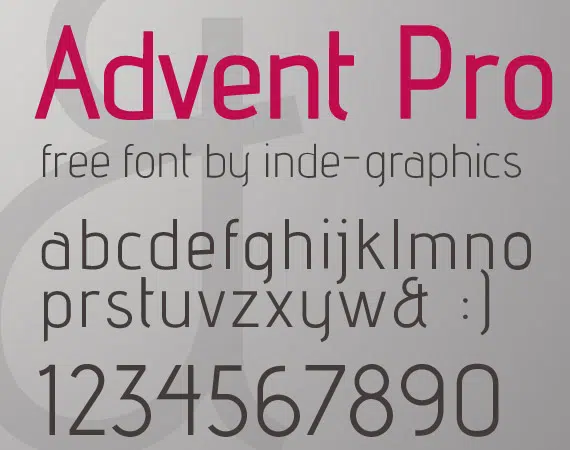 Advent Pro
free font by inde-graphics
abcdefghijklmno
prstuvzxyw& :)
1234567890